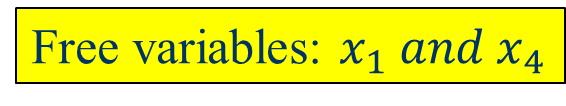 Free variables: x₁ and x₄